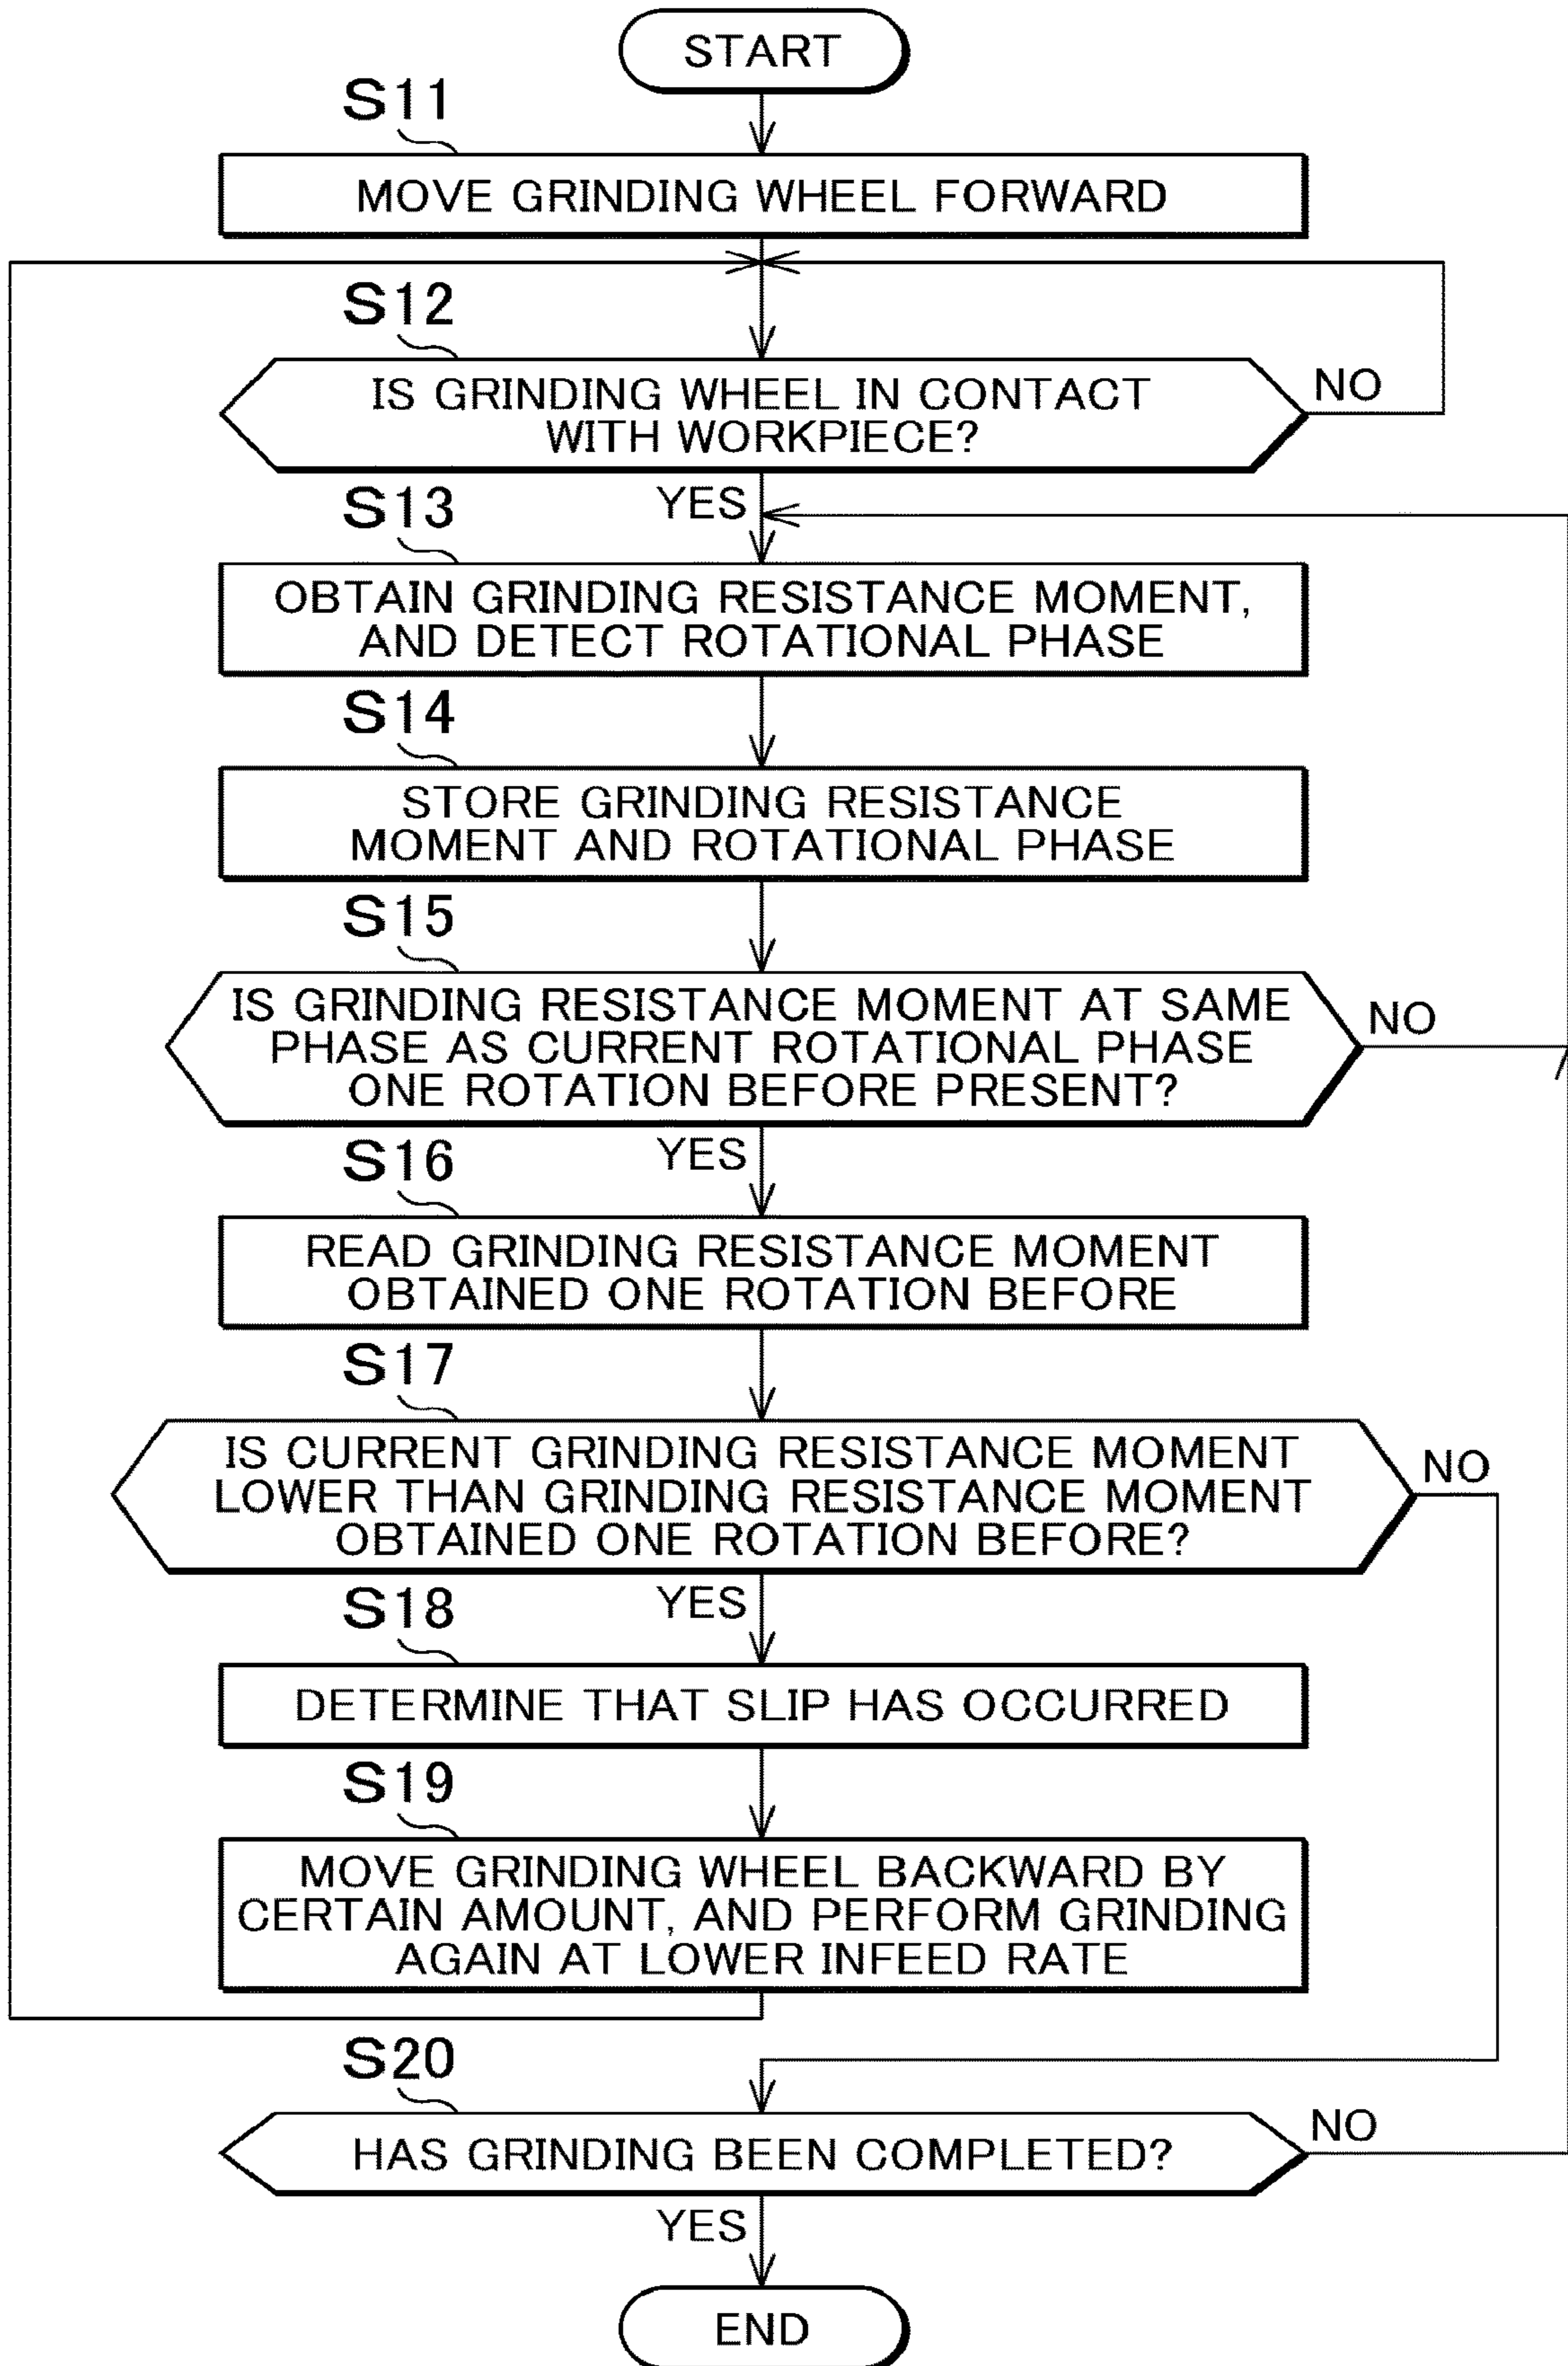 START
S11
MOVE GRINDING WHEEL FORWARD
S12
IS GRINDING WHEEL IN CONTACT
WITH WORKPIECE?
NO
YES
S13
OBTAIN GRINDING RESISTANCE MOMENT,
AND DETECT ROTATIONAL PHASE
S14
STORE GRINDING RESISTANCE
MOMENT AND ROTATIONAL PHASE
S15
IS GRINDING RESISTANCE MOMENT AT SAME
PHASE AS CURRENT ROTATIONAL PHASE
ONE ROTATION BEFORE PRESENT?
NO
YES
S16
READ GRINDING RESISTANCE MOMENT
OBTAINED ONE ROTATION BEFORE
S17
IS CURRENT GRINDING RESISTANCE MOMENT
LOWER THAN GRINDING RESISTANCE MOMENT
OBTAINED ONE ROTATION BEFORE?
NO
YES
S18
DETERMINE THAT SLIP HAS OCCURRED
S19
MOVE GRINDING WHEEL BACKWARD BY
CERTAIN AMOUNT, AND PERFORM GRINDING
AGAIN AT LOWER INFEED RATE
S20
HAS GRINDING BEEN COMPLETED?
NO
YES
END